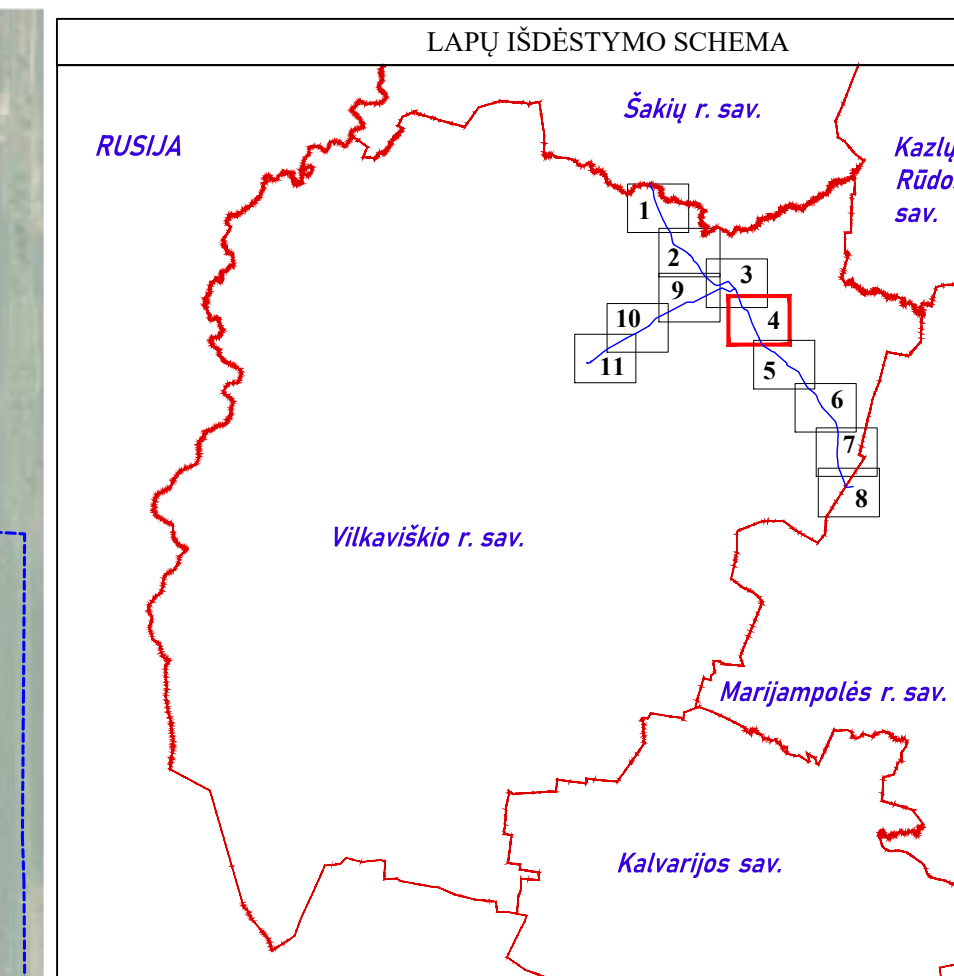 LAPŲ IŠDĖSTYMO SCHEMA
Šakių r. sav.
RUSIJA
Kazlų
Rūdos
sav.
1
2
3
9
4
10
11
5
6
7
8
Vilkaviškio r. sav.
Marijampolės r. sav.
Kalvarijos sav.